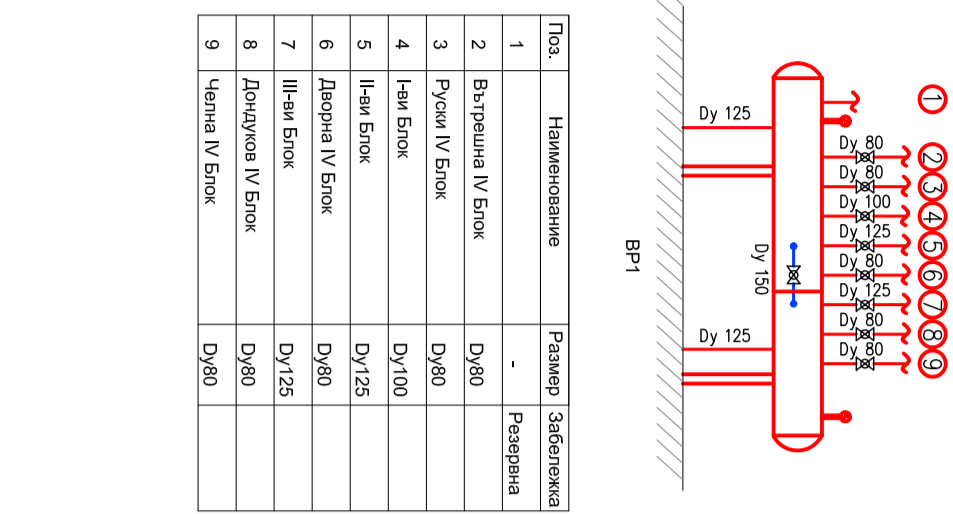 1 2 3 4 5 6 7 8 9
Dy 80
Dy 80
Dy 100
Dy 125
Dy 80
Dy 125
Dy 80
Dy 80
Dy 150
Dy 125
Dy 125
ВР1
Поз. Наименование Размер Забележка
1 - Резервна
2 Вътрешна IV Блок Dy80
3 Руски IV Блок Dy80
4 I-ви Блок Dy100
5 II-ви Блок Dy125
6 Дворна IV Блок Dy80
7 III-ви Блок Dy125
8 Дондуков IV Блок Dy80
9 Челна IV Блок Dy80